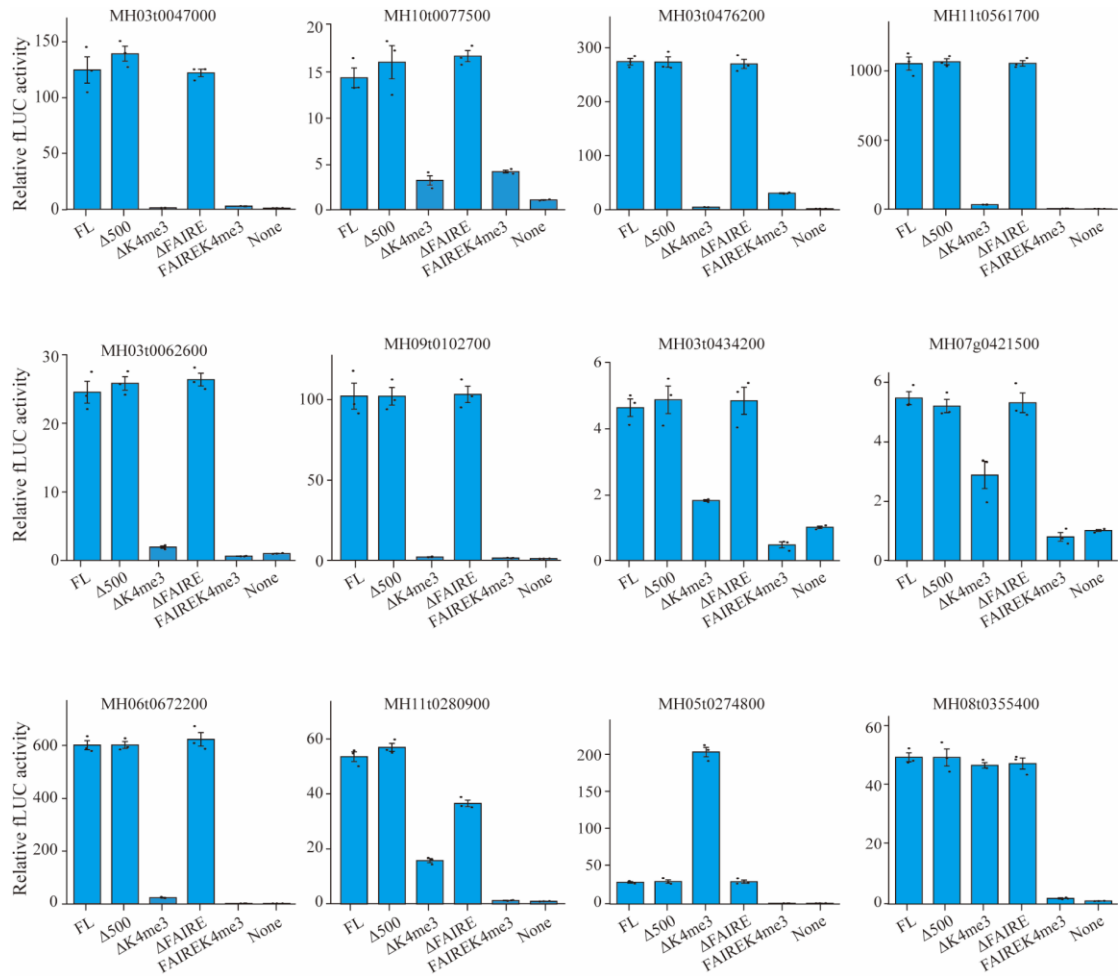 MH03t0047000
MH10t0077500
MH03t0476200
MH11t0561700
Relative fLUC activity
150
100
50
0
20
15
10
5
0
300
200
100
0
1000
500
0
FL Δ500 ΔK4me3 ΔFAIRE FAIREK4me3 None
FL Δ500 ΔK4me3 ΔFAIRE FAIREK4me3 None
FL Δ500 ΔK4me3 ΔFAIRE FAIREK4me3 None
FL Δ500 ΔK4me3 ΔFAIRE FAIREK4me3 None
MH03t0062600
MH09t0102700
MH03t0434200
MH07g0421500
Relative fLUC activity
30
20
10
0
100
50
0
6
4
2
0
6
4
2
0
FL Δ500 ΔK4me3 ΔFAIRE FAIREK4me3 None
FL Δ500 ΔK4me3 ΔFAIRE FAIREK4me3 None
FL Δ500 ΔK4me3 ΔFAIRE FAIREK4me3 None
FL Δ500 ΔK4me3 ΔFAIRE FAIREK4me3 None
MH06t0672200
MH11t0280900
MH05t0274800
MH08t0355400
Relative fLUC activity
600
400
200
0
60
40
20
0
200
150
100
50
0
60
40
20
0
FL Δ500 ΔK4me3 ΔFAIRE FAIREK4me3 None
FL Δ500 ΔK4me3 ΔFAIRE FAIREK4me3 None
FL Δ500 ΔK4me3 ΔFAIRE FAIREK4me3 None
FL Δ500 ΔK4me3 ΔFAIRE FAIREK4me3 None